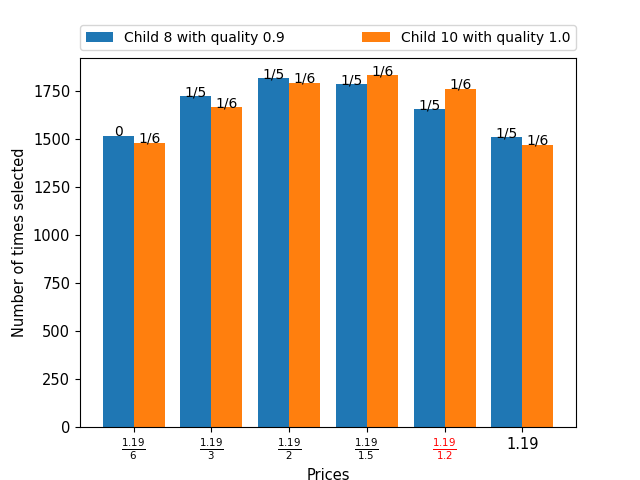 Child 8 with quality 0.9 Child 10 with quality 1.0
0 1/6 1/5 1/6 1/5 1/6 1/5 1/6 1/5 1/6 1/5 1/6
1750
1500
1250
1000
750
500
250
0
Number of times selected
1.19/6 1.19/3 1.19/2 1.19/1.5 1.19/1.2 1.19
Prices